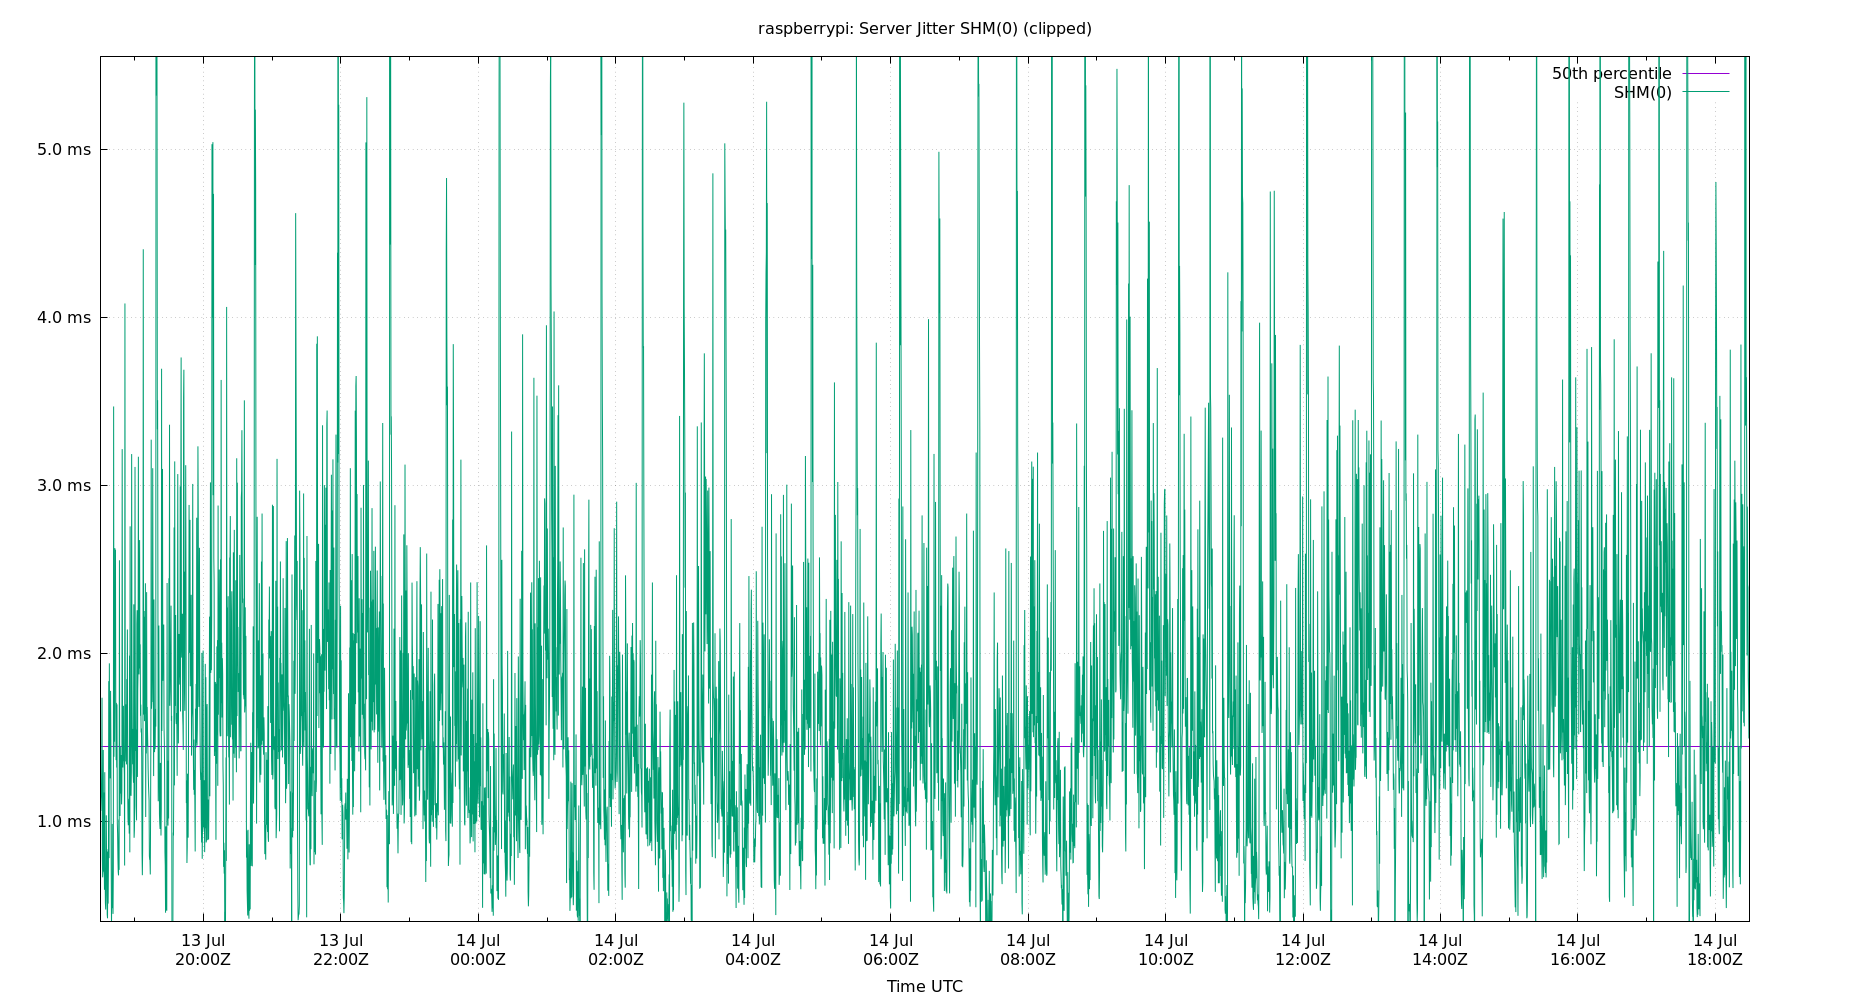 raspberrypi: Server Jitter SHM(0) (clipped)
50th percentile
SHM(0)
5.0 ms
4.0 ms
3.0 ms
2.0 ms
1.0 ms
13 Jul 13 Jul 14 Jul 14 Jul 14 Jul 14 Jul 14 Jul 14 Jul 14 Jul 14 Jul 14 Jul 14 Jul
20:00Z 22:00Z 00:00Z 02:00Z 04:00Z 06:00Z 08:00Z 10:00Z 12:00Z 14:00Z 16:00Z 18:00Z
Time UTC